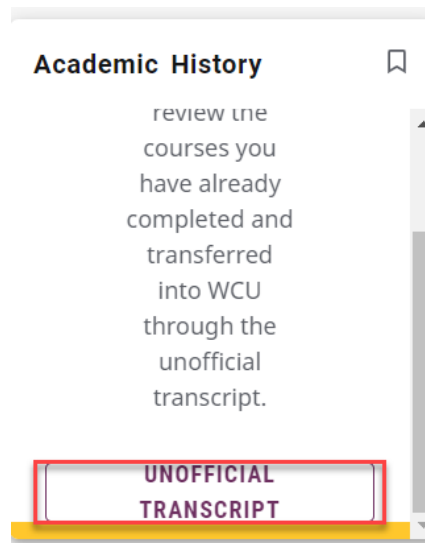 Academic History
review the
courses you
have already
completed and
transferred
into WCU
through the
unofficial
transcript.
UNOFFICIAL
TRANSCRIPT